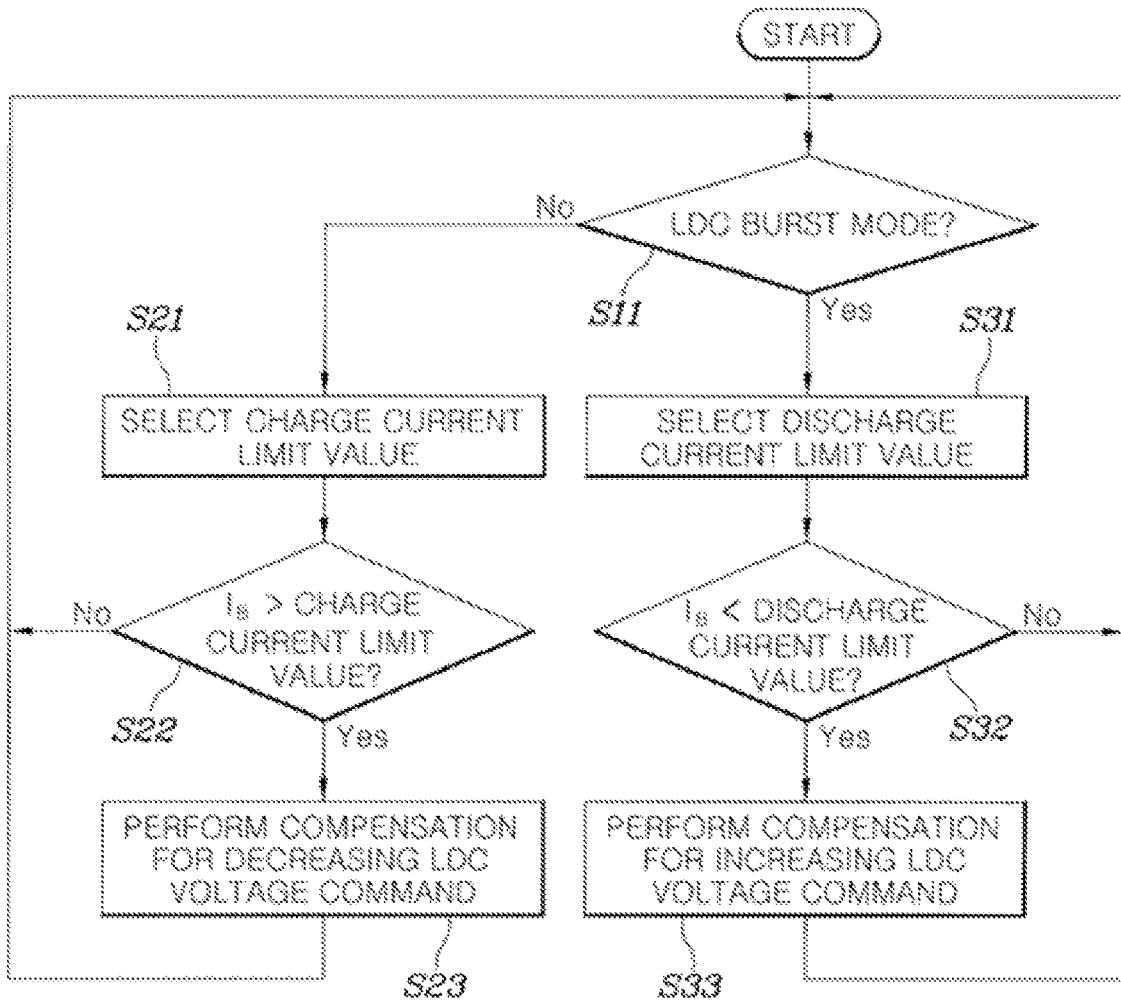 START
LDC BURST MODE?
No
S11
Yes
S21
S31
SELECT CHARGE CURRENT
LIMIT VALUE
SELECT DISCHARGE
CURRENT LIMIT VALUE
I_B > CHARGE
CURRENT LIMIT
VALUE?
No
S22
Yes
I_B < DISCHARGE
CURRENT LIMIT
VALUE?
No
S32
Yes
PERFORM COMPENSATION
FOR DECREASING LDC
VOLTAGE COMMAND
S23
PERFORM COMPENSATION
FOR INCREASING LDC
VOLTAGE COMMAND
S33